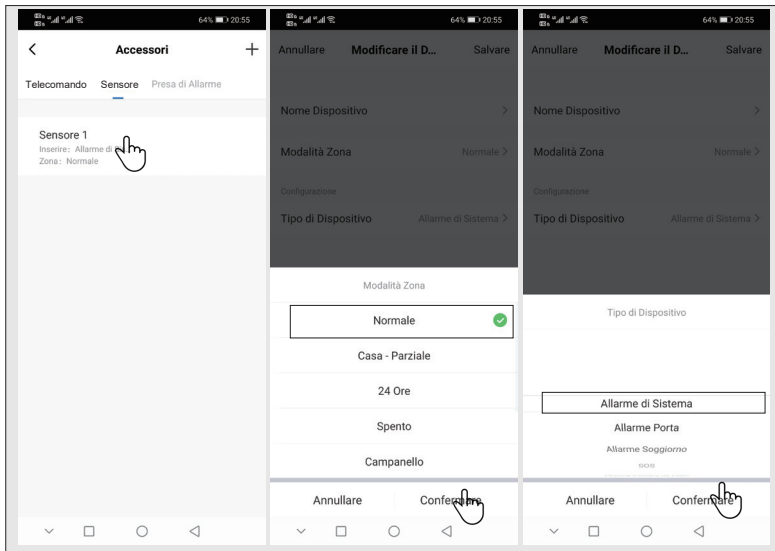 64% 20:55
Accessori
Telecomando Sensore Presa di Allarme
Sensore 1
Inserire: Allarme di
Zona: Normale
64% 20:55
Annullare Modificare il D... Salvare
Nome Dispositivo
Modalità Zona Normale
Configurazione
Tipo di Dispositivo Allarme di Sistema
Modalità Zona
Normale
Casa - Parziale
24 Ore
Spento
Campanello
Annullare Confermare
64% 20:55
Annullare Modificare il D... Salvare
Nome Dispositivo
Modalità Zona Normale
Configurazione
Tipo di Dispositivo Allarme di Sistema
Tipo di Dispositivo
Allarme di Sistema
Allarme Porta
Allarme Soggiorno
SOS
Annullare Confermare